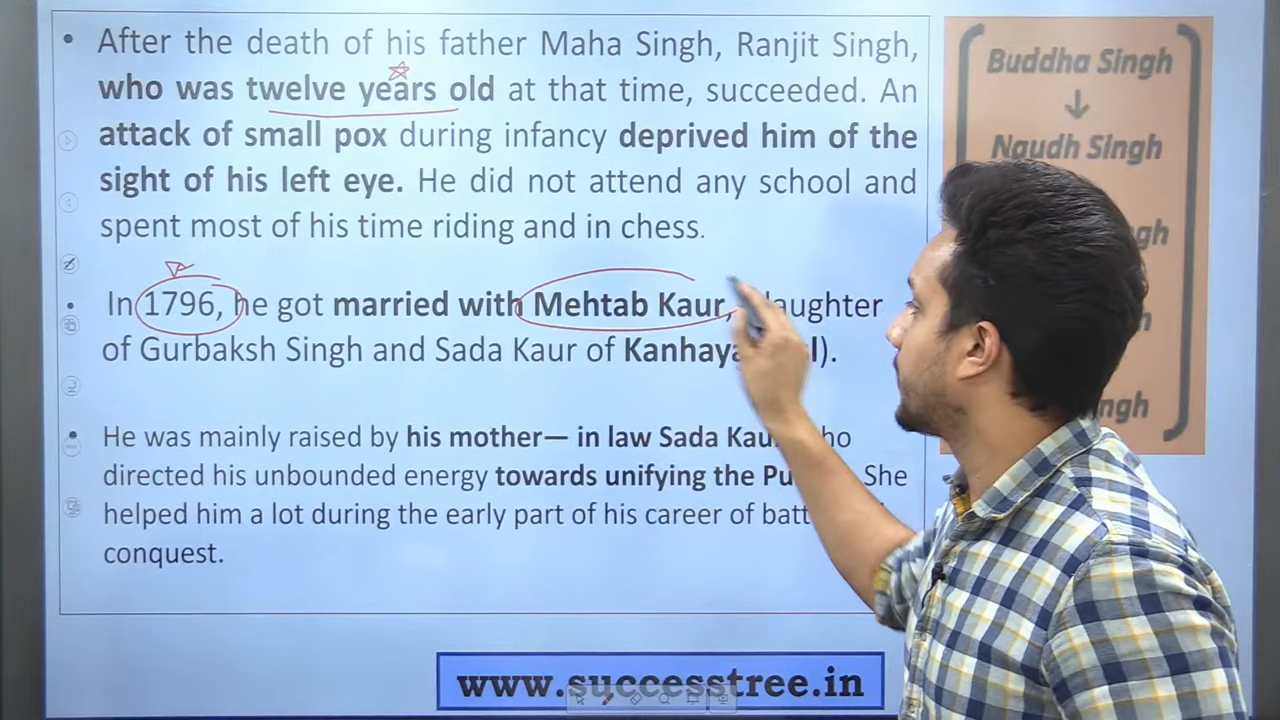 After the death of his father Maha Singh, Ranjit Singh,
who was twelve years old at that time, succeeded. An
attack of small pox during infancy deprived him of the
sight of his left eye. He did not attend any school and
spent most of his time riding and in chess.
In 1796, he got married with Mehtab Kaur, daughter
of Gurbaksh Singh and Sada Kaur of
He was mainly raised by his mother— in law Sada
directed his unbounded energy towards unifying the She
helped him a lot during the early part of his career of
conquest.
www.successtree.in
Buddha Singh
↓
Naudh Singh